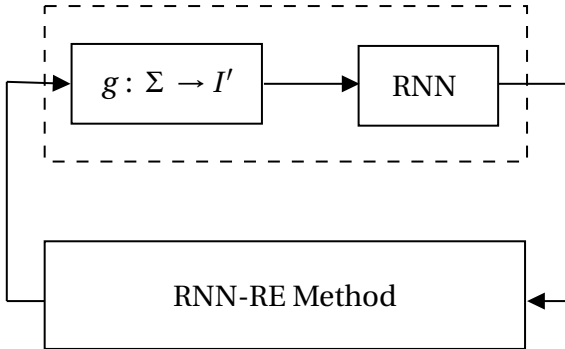 g : Σ → I′
RNN
RNN-RE Method